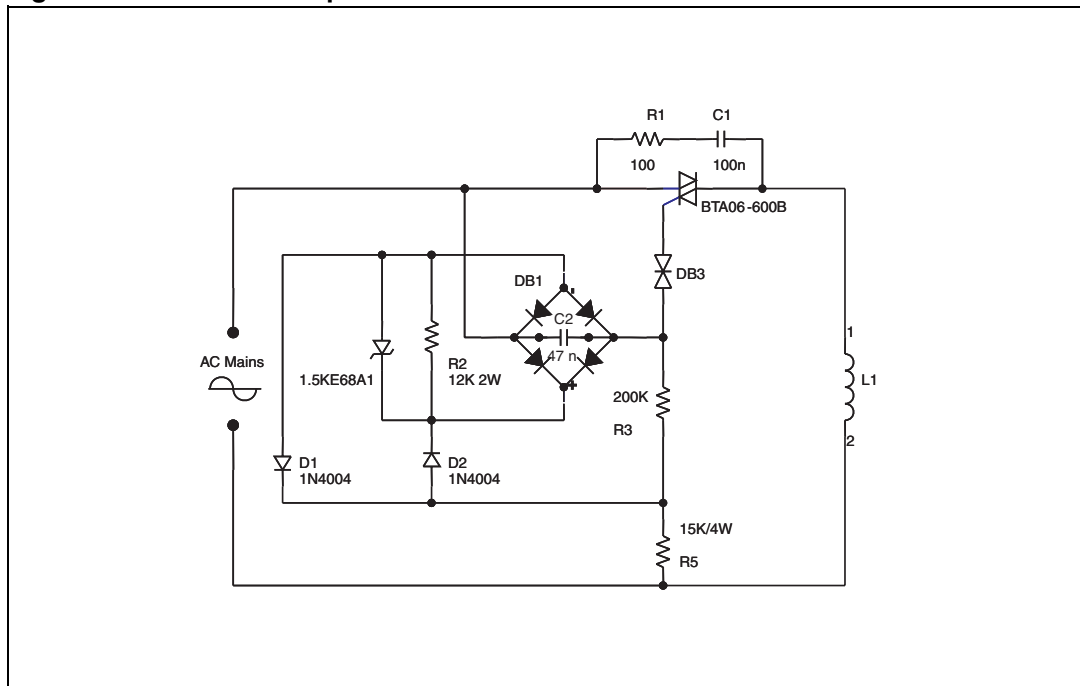 R1
C1
100
100n
BTA06-600B
DB3
DB1
-
C2
47 n
+
AC Mains
1.5KE68A1
R2
12K 2W
200K
R3
1
L1
2
D1
1N4004
D2
1N4004
15K/4W
R5